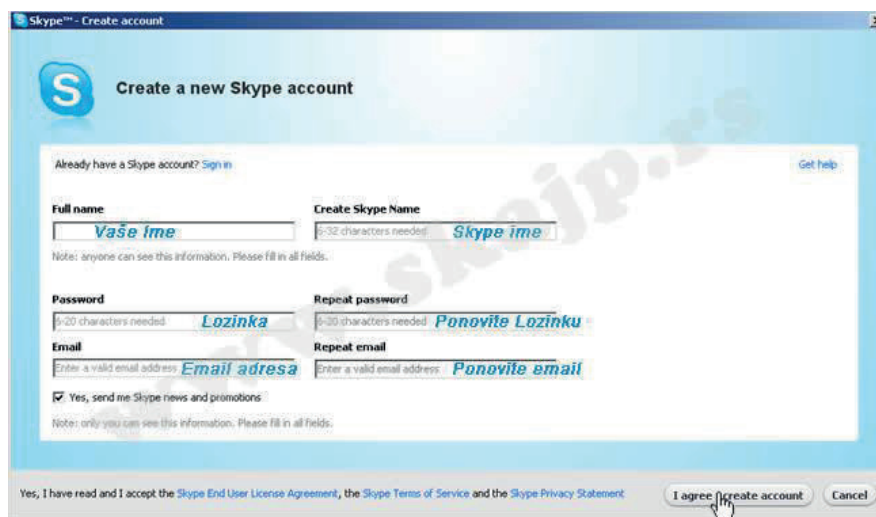 Skype™ - Create account
S
Create a new Skype account
Already have a Skype account? Sign in
Get help
Full name
Create Skype Name
Vaše ime
6-32 characters needed Skype ime
Note: anyone can see this information. Please fill in all fields.
Password
Repeat password
6-20 characters needed Lozinka
6-20 characters needed Ponovite Lozinku
Email
Repeat email
Enter a valid email address Email adresa
Enter a valid email address Ponovite email
Yes, send me Skype news and promotions
Note: only you can see this information. Please fill in all fields.
www.skajp.rs
Yes, I have read and I accept the Skype End User License Agreement, the Skype Terms of Service and the Skype Privacy Statement
I agree create account
Cancel